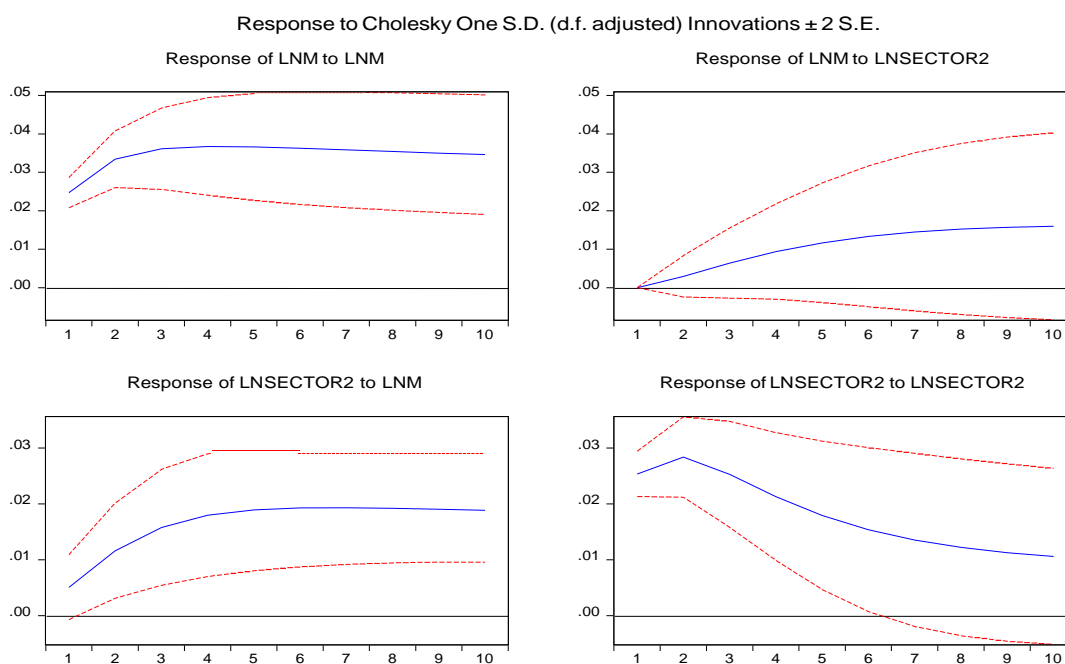 Response to Cholesky One S.D. (d.f. adjusted) Innovations ± 2 S.E.
Response of LNM to LNM
.05
.04
.03
.02
.01
.00
1 2 3 4 5 6 7 8 9 10
Response of LNM to LNSECTOR2
.05
.04
.03
.02
.01
.00
1 2 3 4 5 6 7 8 9 10
Response of LNSECTOR2 to LNM
.03
.02
.01
.00
1 2 3 4 5 6 7 8 9 10
Response of LNSECTOR2 to LNSECTOR2
.03
.02
.01
.00
1 2 3 4 5 6 7 8 9 10